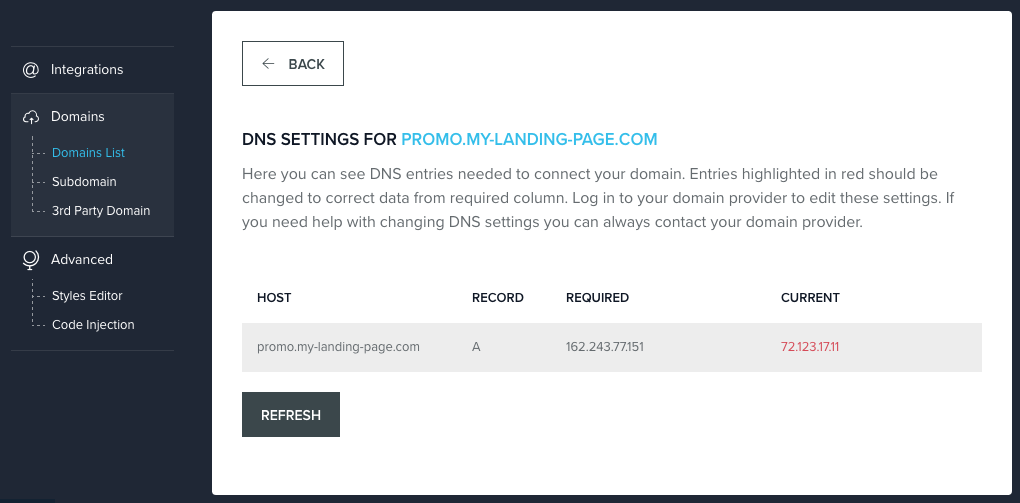 Integrations
Domains
Domains List
Subdomain
3rd Party Domain
Advanced
Styles Editor
Code Injection
BACK
DNS SETTINGS FOR PROMO.MY-LANDING-PAGE.COM
Here you can see DNS entries needed to connect your domain. Entries highlighted in red should be
changed to correct data from required column. Log in to your domain provider to edit these settings. If
you need help with changing DNS settings you can always contact your domain provider.
HOST RECORD REQUIRED CURRENT
promo.my-landing-page.com A 162.243.77.151 72.123.17.11
REFRESH